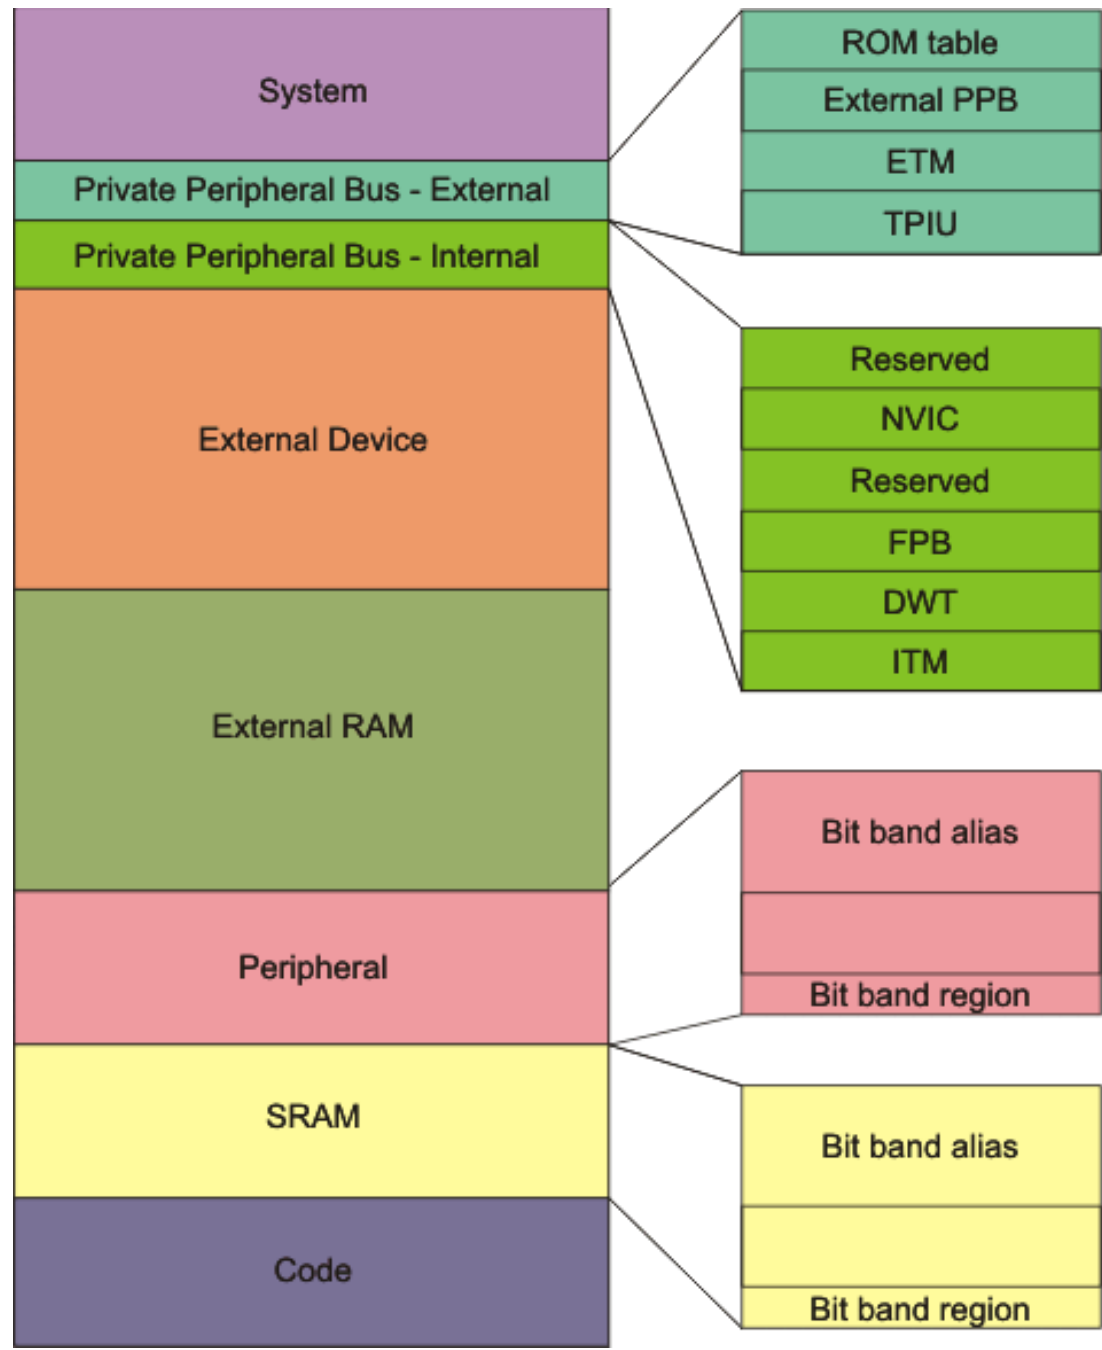 System
Private Peripheral Bus - External
Private Peripheral Bus - Internal
External Device
External RAM
Peripheral
SRAM
Code
ROM table
External PPB
ETM
TPIU
Reserved
NVIC
Reserved
FPB
DWT
ITM
Bit band alias
Bit band region
Bit band alias
Bit band region